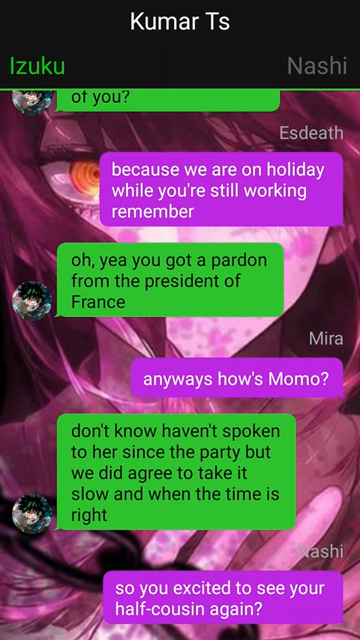 Kumar Ts
Izuku
Nashi
of you?
Esdeath
because we are on holiday
while you're still working
remember
oh, yea you got a pardon
from the president of
France
Mira
anyways how's Momo?
don't know haven't spoken
to her since the party but
we did agree to take it
slow and when the time is
right
Nashi
so you excited to see your
half-cousin again?